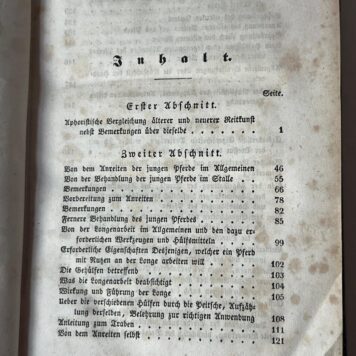 Inhalt.
Seite.
Erster Abschnitt.
Aphoristische Vergleichung älterer und neuerer Reitkunst
nebst Bemerkungen über dieselbe . . . . . . . 1
Zweiter Abschnitt.
Von dem Anreiten der jungen Pferde im Allgemeinen 46
Von der Behandlung der jungen Pferde im Stalle . . 55
Bemerkungen . . . . . . . . . . . . . 66
Vorbereitung zum Anreiten . . . . . . . . . 78
Bemerkungen . . . . . . . . . . . . . 82
Fernere Behandlung des jungen Pferdes . . . . . . 85
Von der Longenarbeit im Allgemeinen und den dazu er-
forderlichen Werkzeugen und Hülfsmitteln . . . . 99
Erforderliche Eigenschaften Desjenigen, welcher ein Pferd
mit Nuzen an der Longe arbeiten will . . . . . 102
Die Gehülfen betreffend . . . . . . . . . . 103
Was die Longenarbeit beabsichtigt . . . . . . . 104
Wirkung und Führung der Longe . . . . . . . 105
Ueber die verschiedenen Hülfen durch die Peitsche, Aufzäh-
lung derselben, Belehrung zur richtigen Anwendung 108
Anleitung zum Traben . . . . . . . . . . . 111
Von dem Anreiten selbst . . . . . . . . . . 121